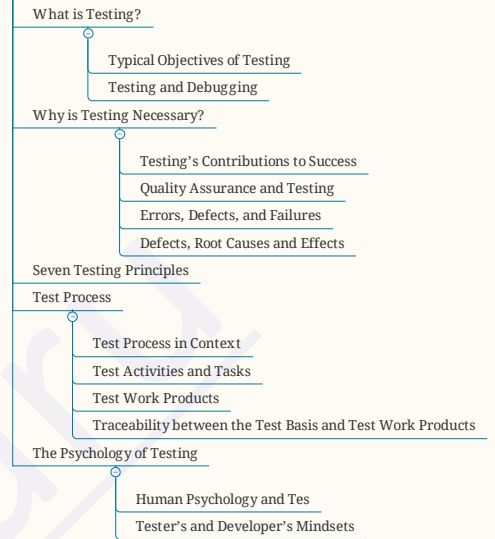 What is Testing?
Typical Objectives of Testing
Testing and Debugging
Why is Testing Necessary?
Testing’s Contributions to Success
Quality Assurance and Testing
Errors, Defects, and Failures
Defects, Root Causes and Effects
Seven Testing Principles
Test Process
Test Process in Context
Test Activities and Tasks
Test Work Products
Traceability between the Test Basis and Test Work Products
The Psychology of Testing
Human Psychology and Tes
Tester’s and Developer’s Mindsets